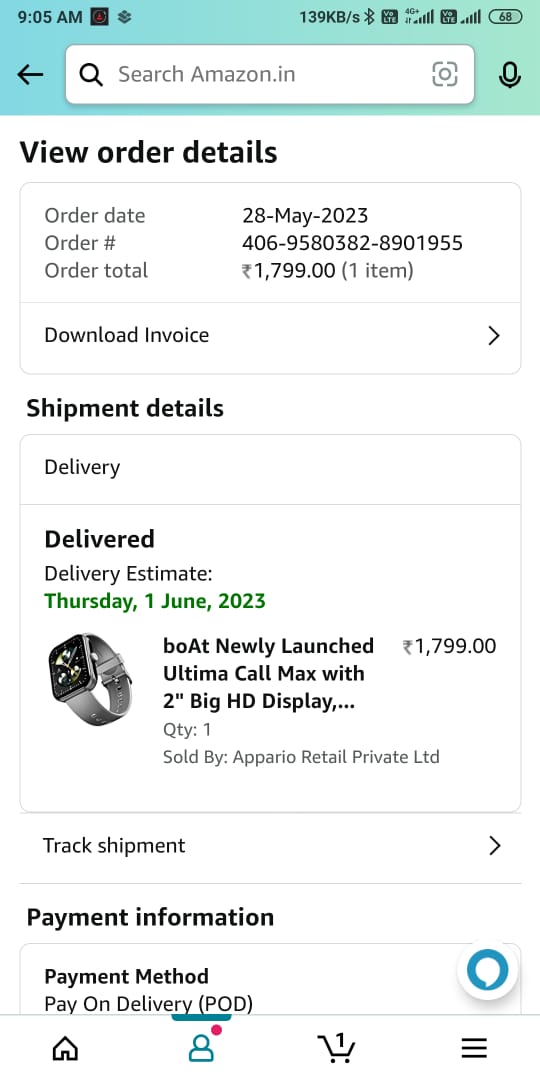 9:05 AM 139KB/s 4G+ 68
Search Amazon.in
View order details
Order date 28-May-2023
Order # 406-9580382-8901955
Order total ₹1,799.00 (1 item)
Download Invoice
Shipment details
Delivery
Delivered
Delivery Estimate:
Thursday, 1 June, 2023
boAt Newly Launched ₹1,799.00
Ultima Call Max with
2" Big HD Display,...
Qty: 1
Sold By: Appario Retail Private Ltd
Track shipment
Payment information
Payment Method
Pay On Delivery (POD)
1